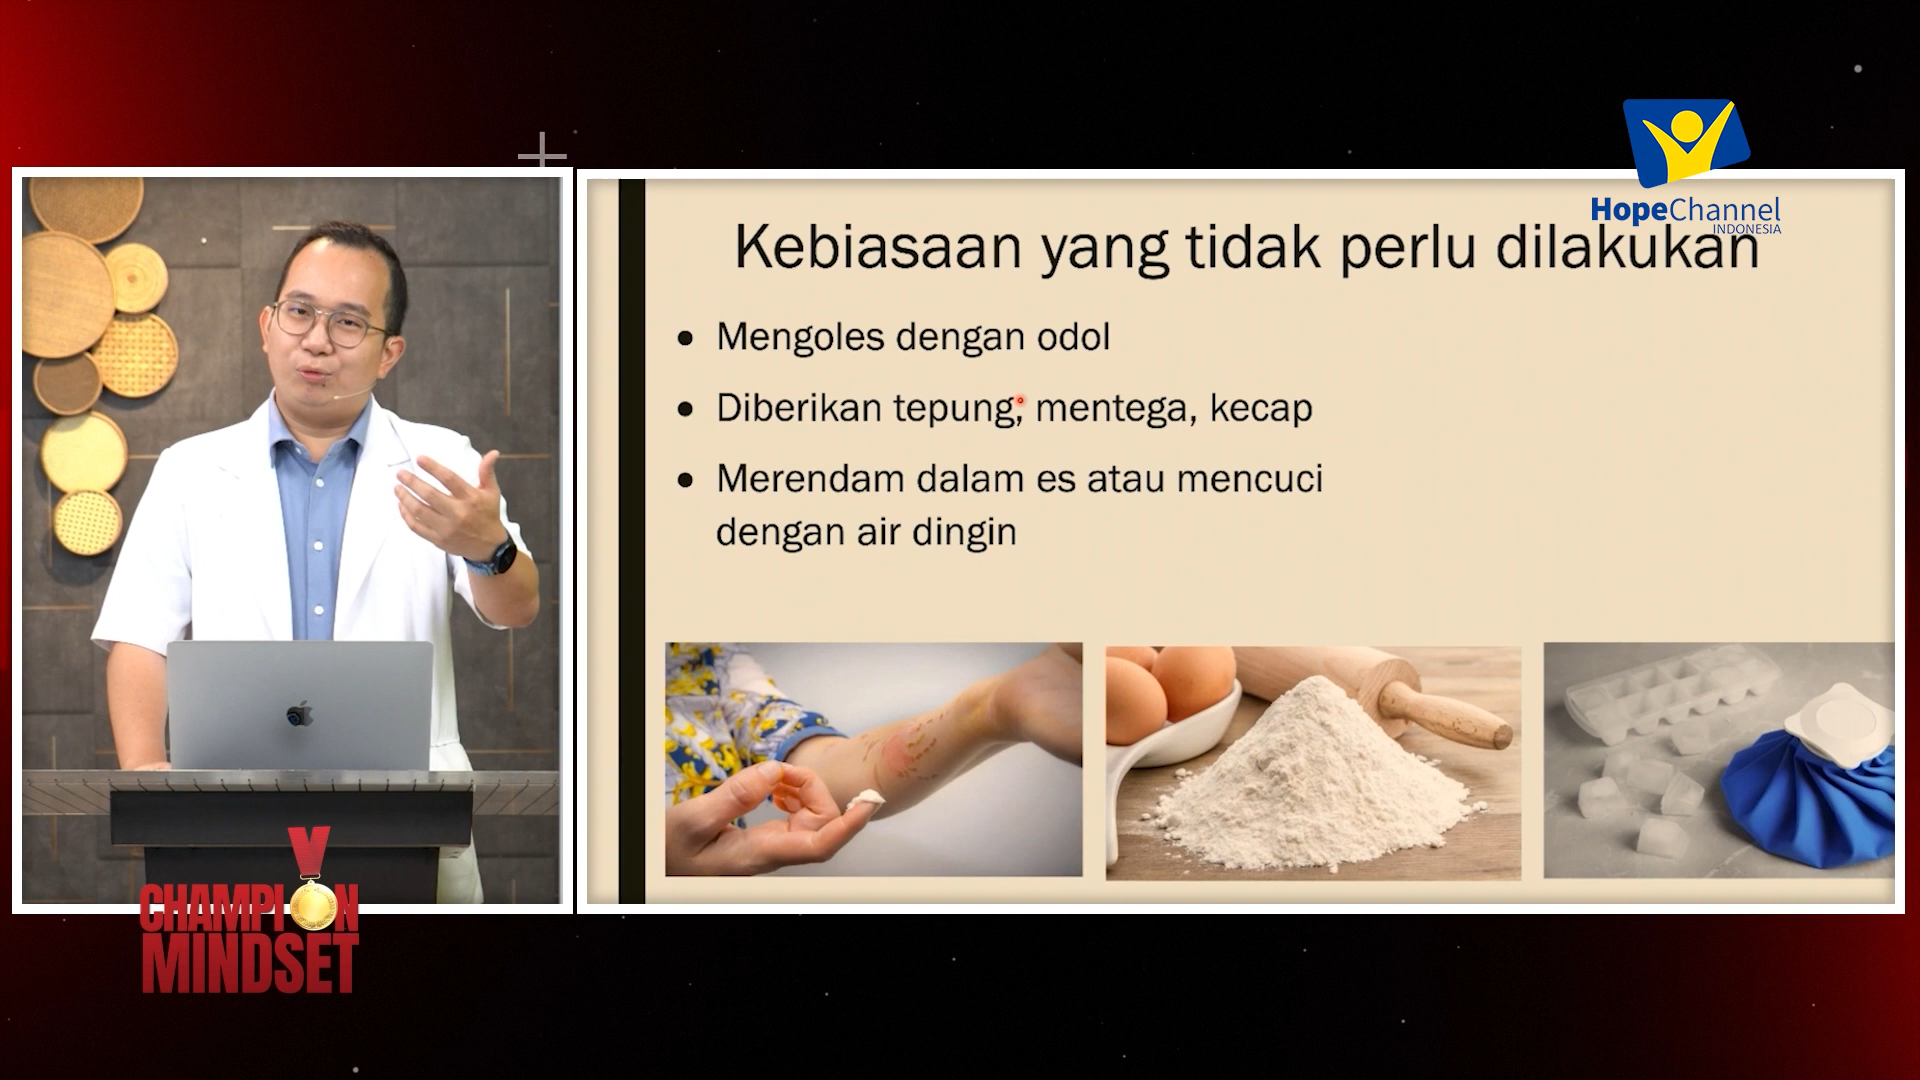 HopeChannel
INDONESIA
Kebiasaan yang tidak perlu dilakukan
• Mengoles dengan odol
• Diberikan tepung, mentega, kecap
• Merendam dalam es atau mencuci
dengan air dingin
CHAMPION
MINDSET